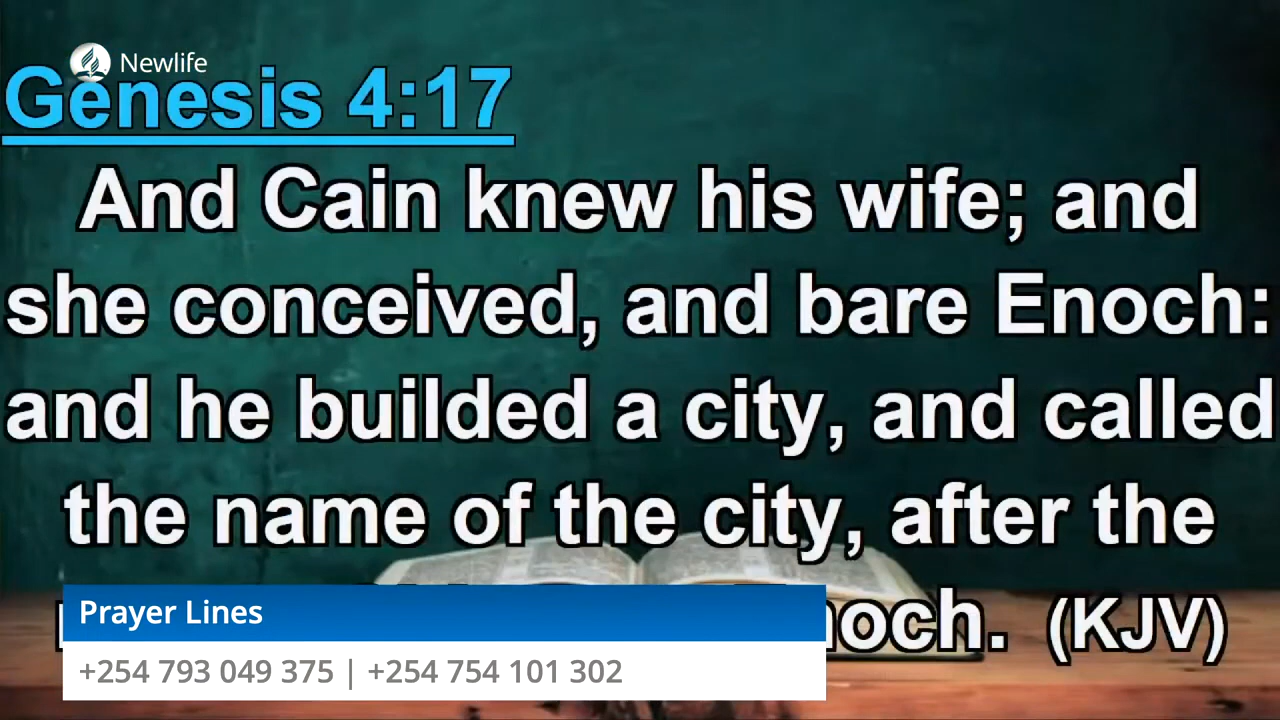 Newlife
Genesis 4:17
And Cain knew his wife; and
she conceived, and bare Enoch:
and he builded a city, and called
the name of the city, after the
(KJV)
Prayer Lines
+254 793 049 375 | +254 754 101 302